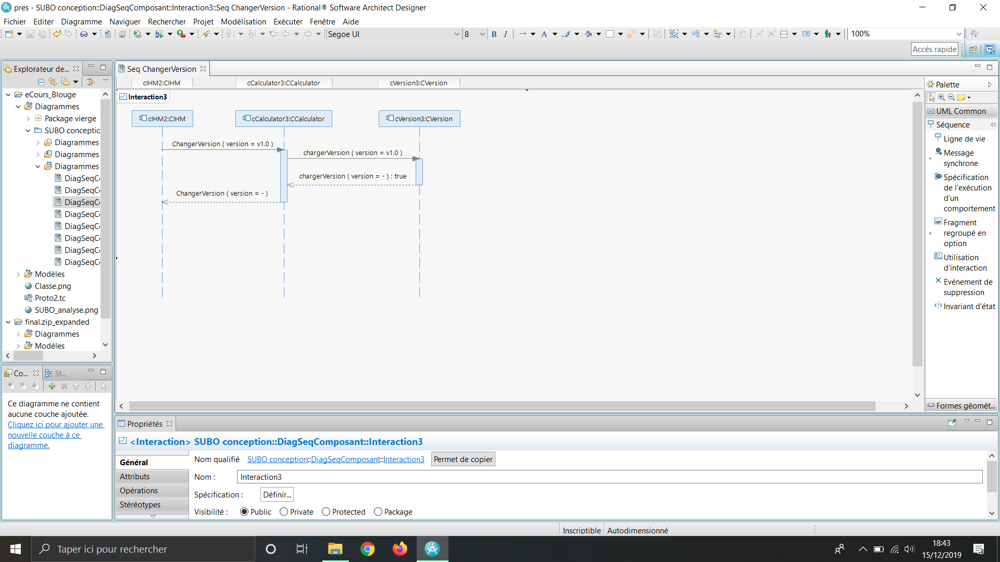 pres - SUBO conception::DiagSeqComposant::Interaction3::Seq ChangerVersion - Rational® Software Architect Designer
Fichier Editer Diagramme Naviguer Rechercher Projet Modélisation Exécuter Fenêtre Aide
Segoe UI 8 B I A 100%
Accès rapide
Explorateur de...
eCours_Blouge
Diagrammes
Package vierge
SUBO conceptio
Diagrammes
Diagrammes
Diagrammes
DiagSeqC
DiagSeqC
DiagSeqC
DiagSeqC
DiagSeqC
DiagSeqC
DiagSeqC
DiagSeqC
Modèles
Classe.png
Proto2.tc
SUBO_analyse.png
final.zip_expanded
Diagrammes
Modèles
Co... St...
Ce diagramme ne contient
aucune couche ajoutée.
Cliquez ici pour ajouter une
nouvelle couche à ce
diagramme.
Seq ChangerVersion
cIHM2:CIHM cCalculator3:CCalculator cVersion3:CVersion
Interaction3
cIHM2:CIHM cCalculator3:CCalculator cVersion3:CVersion
ChangerVersion ( version = v1.0 )
chargerVersion ( version = v1.0 )
chargerVersion ( version = - ) : true
ChangerVersion ( version = - )
Palette
UML Common
Séquence
Ligne de vie
Message
synchrone
Spécification
de l'exécution
d'un
comportement
Fragment
regroupé en
option
Utilisation
d'interaction
Evénement de
suppression
Invariant d'état
Formes géomét...
Propriétés
<Interaction> SUBO conception::DiagSeqComposant::Interaction3
Général
Attributs
Opérations
Stéréotypes
Nom qualifié SUBO conception::DiagSeqComposant::Interaction3 Permet de copier
Nom : Interaction3
Spécification : Définir...
Visibilité : Public Private Protected Package
Inscriptible Autodimensionné
Taper ici pour rechercher
18:43
15/12/2019